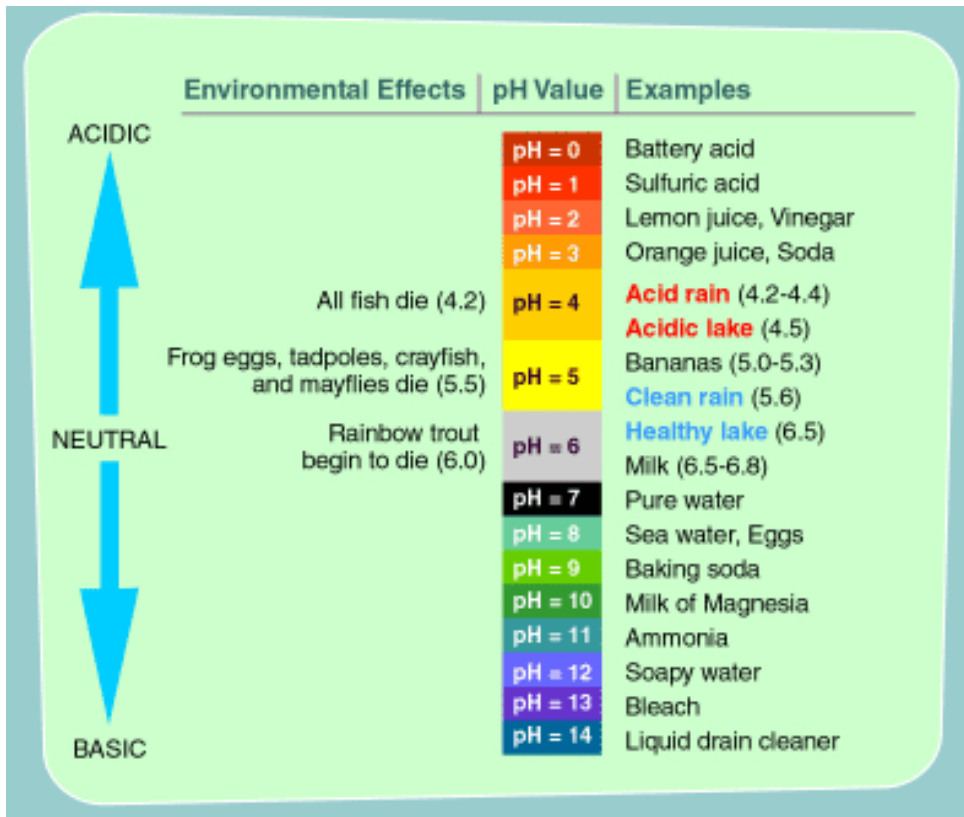 Environmental Effects | pH Value | Examples
ACIDIC
pH = 0 Battery acid
pH = 1 Sulfuric acid
pH = 2 Lemon juice, Vinegar
pH = 3 Orange juice, Soda
All fish die (4.2) pH = 4 Acid rain (4.2-4.4)
Acidic lake (4.5)
Frog eggs, tadpoles, crayfish,
and mayflies die (5.5) pH = 5 Bananas (5.0-5.3)
Clean rain (5.6)
NEUTRAL
Rainbow trout
begin to die (6.0) pH = 6 Healthy lake (6.5)
Milk (6.5-6.8)
pH = 7 Pure water
pH = 8 Sea water, Eggs
pH = 9 Baking soda
pH = 10 Milk of Magnesia
pH = 11 Ammonia
pH = 12 Soapy water
pH = 13 Bleach
pH = 14 Liquid drain cleaner
BASIC